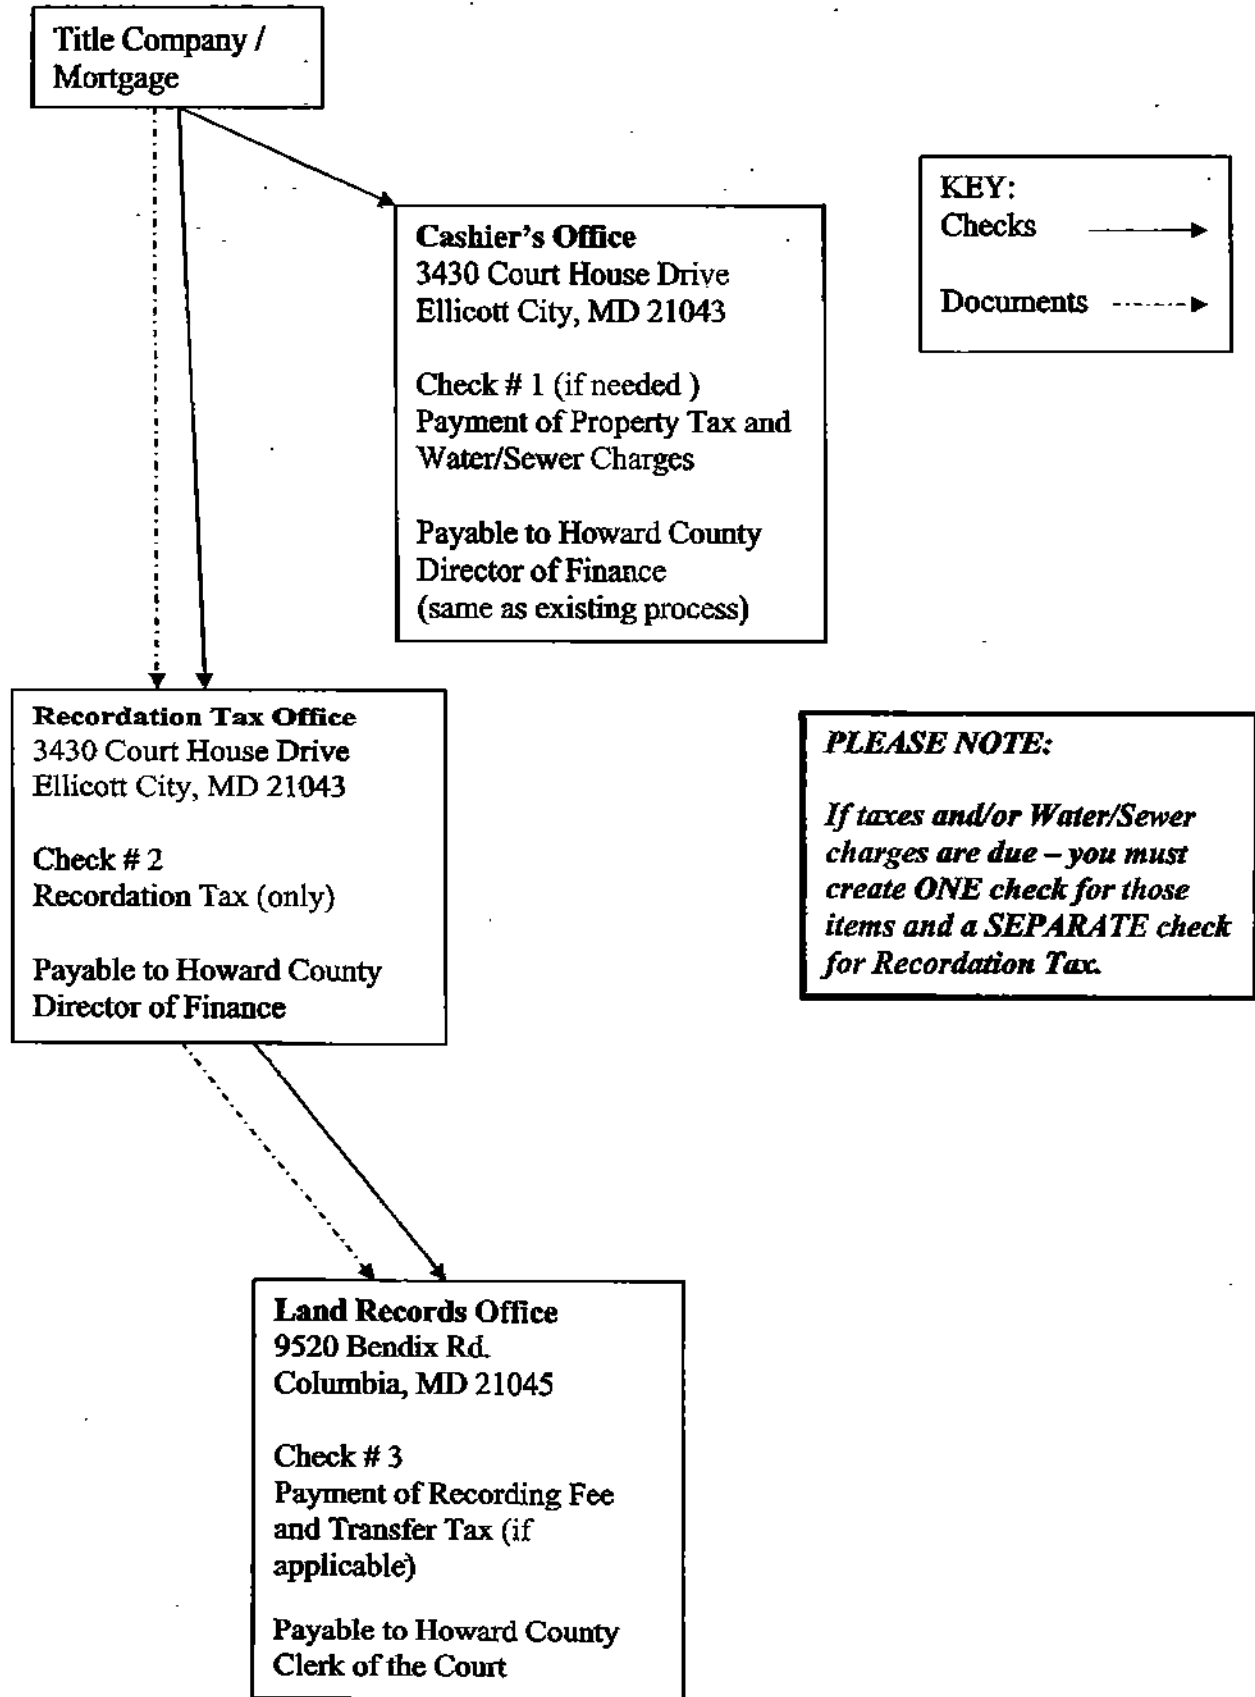 Title Company /
Mortgage
KEY:
Checks
Documents
Cashier's Office
3430 Court House Drive
Ellicott City, MD 21043
Check # 1 (if needed )
Payment of Property Tax and
Water/Sewer Charges
Payable to Howard County
Director of Finance
(same as existing process)
Recordation Tax Office
3430 Court House Drive
Ellicott City, MD 21043
Check # 2
Recordation Tax (only)
Payable to Howard County
Director of Finance
PLEASE NOTE:
If taxes and/or Water/Sewer
charges are due – you must
create ONE check for those
items and a SEPARATE check
for Recordation Tax.
Land Records Office
9520 Bendix Rd.
Columbia, MD 21045
Check # 3
Payment of Recording Fee
and Transfer Tax (if
applicable)
Payable to Howard County
Clerk of the Court